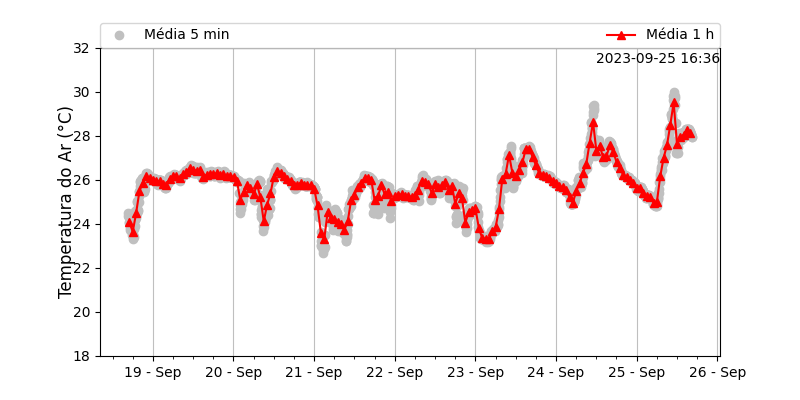 Média 5 min
Média 1 h
2023-09-25 16:36
Temperatura do Ar (°C)
32
30
28
26
24
22
20
18
19 - Sep
20 - Sep
21 - Sep
22 - Sep
23 - Sep
24 - Sep
25 - Sep
26 - Sep